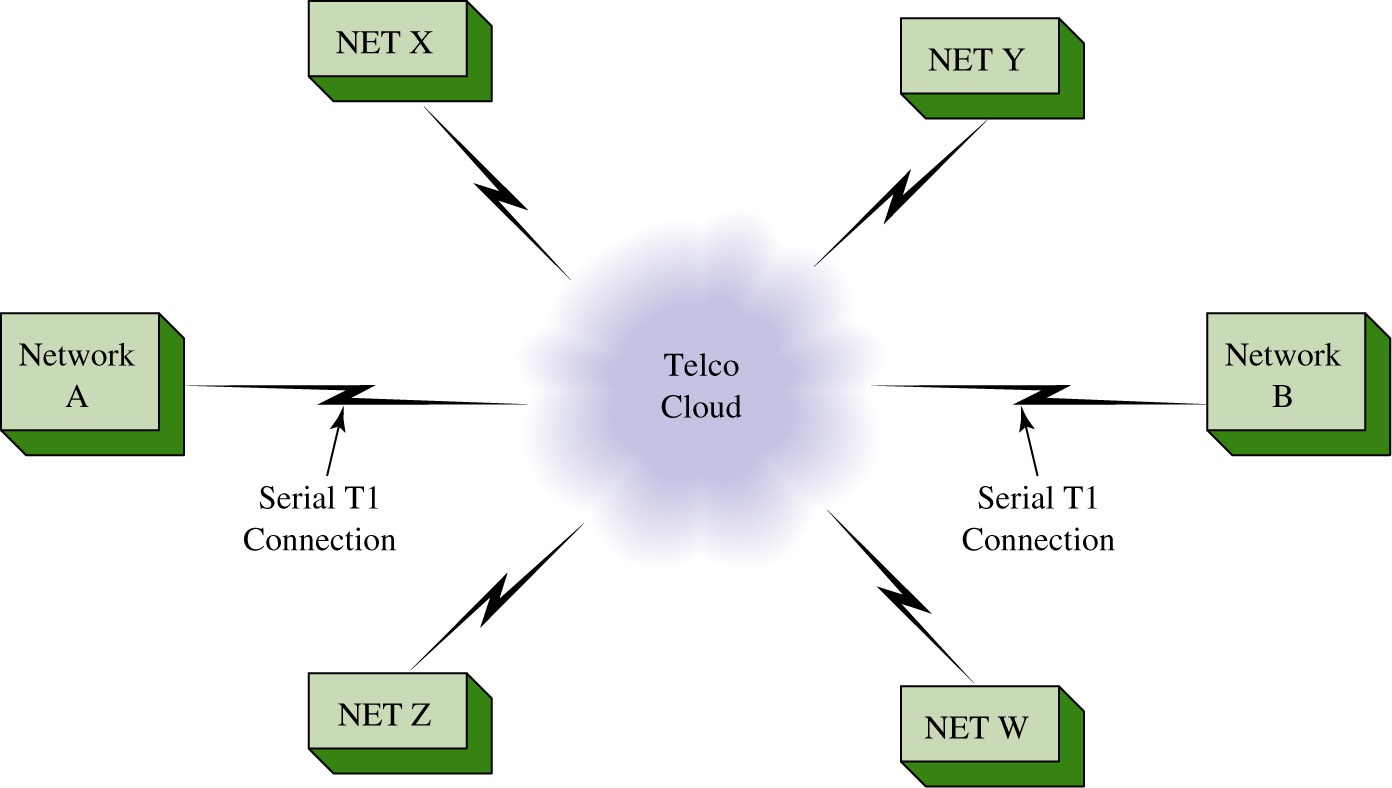 NET X
NET Y
Network
A
Telco
Cloud
Network
B
Serial T1
Connection
Serial T1
Connection
NET Z
NET W